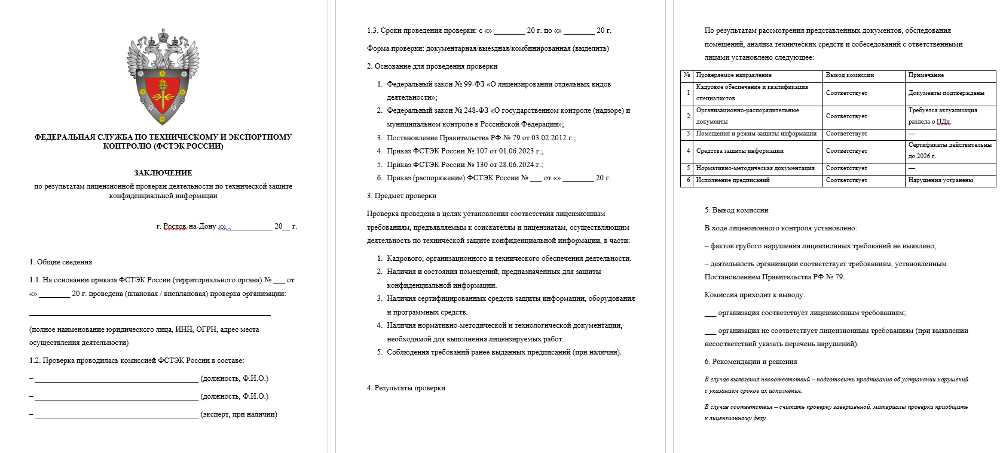 ФЕДЕРАЛЬНАЯ СЛУЖБА ПО ТЕХНИЧЕСКОМУ И ЭКСПОРТНОМУ
КОНТРОЛЮ (ФСТЭК РОССИИ)
ЗАКЛЮЧЕНИЕ
по результатам лицензионной проверки деятельности по технической защите
конфиденциальной информации
г. Ростов-на-Дону «»____________ 20__ г.
1. Общие сведения
1.1. На основании приказа ФСТЭК России (территориального органа) № ___ от
«» ________ 20 г. проведена (плановая / внеплановая) проверка организации:
______________________________________________________________
(полное наименование юридического лица, ИНН, ОГРН, адрес места
осуществления деятельности)
1.2. Проверка проводилась комиссией ФСТЭК России в составе:
– __________________________________________ (должность, Ф.И.О.)
– __________________________________________ (должность, Ф.И.О.)
– __________________________________________ (эксперт, при наличии)
1.3. Сроки проведения проверки: с «» ________ 20 г. по «» ________ 20 г.
Форма проверки: документарная/выездная/комбинированная (выделить)
2. Основание для проведения проверки
1. Федеральный закон № 99-ФЗ «О лицензировании отдельных видов
деятельности»;
2. Федеральный закон № 248-ФЗ «О государственном контроле (надзоре) и
муниципальном контроле в Российской Федерации»;
3. Постановление Правительства РФ № 79 от 03.02.2012 г.;
4. Приказ ФСТЭК России № 107 от 01.06.2023 г.;
5. Приказ ФСТЭК России № 130 от 28.06.2024 г.;
6. Приказ (распоряжение) ФСТЭК России № ___ от «» ________ 20 г.
3. Предмет проверки
Проверка проведена в целях установления соответствия лицензионным
требованиям, предъявляемым к соискателям и лицензиатам, осуществляющим
деятельность по технической защите конфиденциальной информации, в части:
1. Кадрового, организационного и технического обеспечения деятельности.
2. Наличия и состояния помещений, предназначенных для защиты
конфиденциальной информации.
3. Наличия сертифицированных средств защиты информации, оборудования
и программных средств.
4. Наличия нормативно-методической и технологической документации,
необходимой для выполнения лицензируемых работ.
5. Соблюдения требований ранее выданных предписаний (при наличии).
4. Результаты проверки
По результатам рассмотрения представленных документов, обследования
помещений, анализа технических средств и собеседований с ответственными
лицами установлено следующее:
№ Проверяемое направление Вывод комиссии Примечание
1 Кадровое обеспечение и квалификация специалистов Соответствует Документы подтверждены
2 Организационно-распорядительные документы Соответствует Требуется актуализация раздела о ПДн
3 Помещения и режим защиты информации Соответствует —
4 Средства защиты информации Соответствует Сертификаты действительны до 2026 г.
5 Нормативно-методическая документация Соответствует —
6 Исполнение предписаний Соответствует Нарушения устранены
5. Вывод комиссии
В ходе лицензионного контроля установлено:
– фактов грубого нарушения лицензионных требований не выявлено;
– деятельность организации соответствует требованиям, установленным
Постановлением Правительства РФ № 79.
Комиссия приходит к выводу:
___ организация соответствует лицензионным требованиям;
___ организация не соответствует лицензионным требованиям (при выявлении
несоответствий указать перечень нарушений).
6. Рекомендации и решения
В случае выявления несоответствий – подготовить предписание об устранении нарушений
с указанием сроков их исполнения.
В случае соответствия – считать проверку завершённой, материалы проверки приобщить
к лицензионному делу.